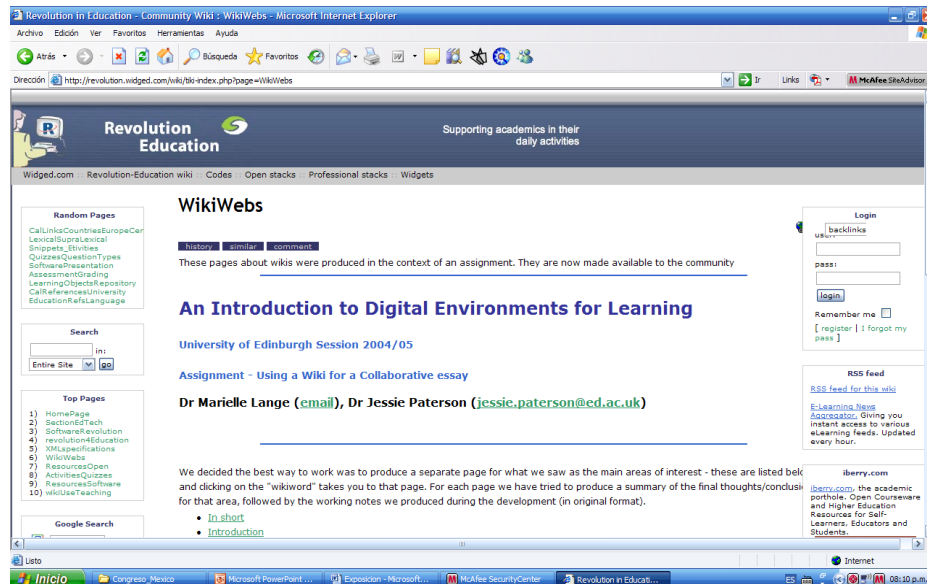 Revolution in Education - Community Wiki : WikiWebs - Microsoft Internet Explorer
Archivo Edición Ver Favoritos Herramientas Ayuda
Atrás Búsqueda Favoritos
Dirección http://revolution.widged.com/wiki/tiki-index.php?page=WikiWebs Ir Links McAfee SiteAdvisor
R
Revolution
Education
Supporting academics in their
daily activities
Widged.com :: Revolution-Education wiki :: Codes :: Open stacks :: Professional stacks :: Widgets
Random Pages
CalLinksCountriesEuropeCer
LexicalSupraLexical
Snippets_Etivities
QuizzesQuestionTypes
SoftwarePresentation
AssessmentGrading
LearningObjectsRepository
CalReferencesUniversity
EducationRefsLanguage
Search
in:
Entire Site go
Top Pages
1) HomePage
2) SectionEdTech
3) SoftwareRevolution
4) revolution4Education
5) XMLspecifications
6) WikiWebs
7) ResourcesOpen
8) ActivitiesQuizzes
9) ResourcesSoftware
10) wikiUseTeaching
Google Search
WikiWebs
history similar comment
These pages about wikis were produced in the context of an assignment. They are now made available to the community
An Introduction to Digital Environments for Learning
University of Edinburgh Session 2004/05
Assignment - Using a Wiki for a Collaborative essay
Dr Marielle Lange (email), Dr Jessie Paterson (jessie.paterson@ed.ac.uk)
We decided the best way to work was to produce a separate page for what we saw as the main areas of interest - these are listed belo
and clicking on the "wikiword" takes you to that page. For each page we have tried to produce a summary of the final thoughts/conclusi
for that area, followed by the working notes we produced during the development (in original format).
• In short
• Introduction
Login
backlinks
user:
pass:
login
Remember me
[ register | I forgot my
pass ]
RSS feed
RSS feed for this wiki
E-Learning News
Aggregator. Giving you
instant access to various
eLearning feeds. Updated
every hour.
iberry.com
iberry.com. the academic
porthole. Open Courseware
and Higher Education
Resources for Self-
Learners. Educators and
Students.
Listo Internet
Inicio Congreso_Mexico Microsoft PowerPoint ... Exposicion - Microsoft... McAfee SecurityCenter Revolution in Educati... ES 08:10 p.m.